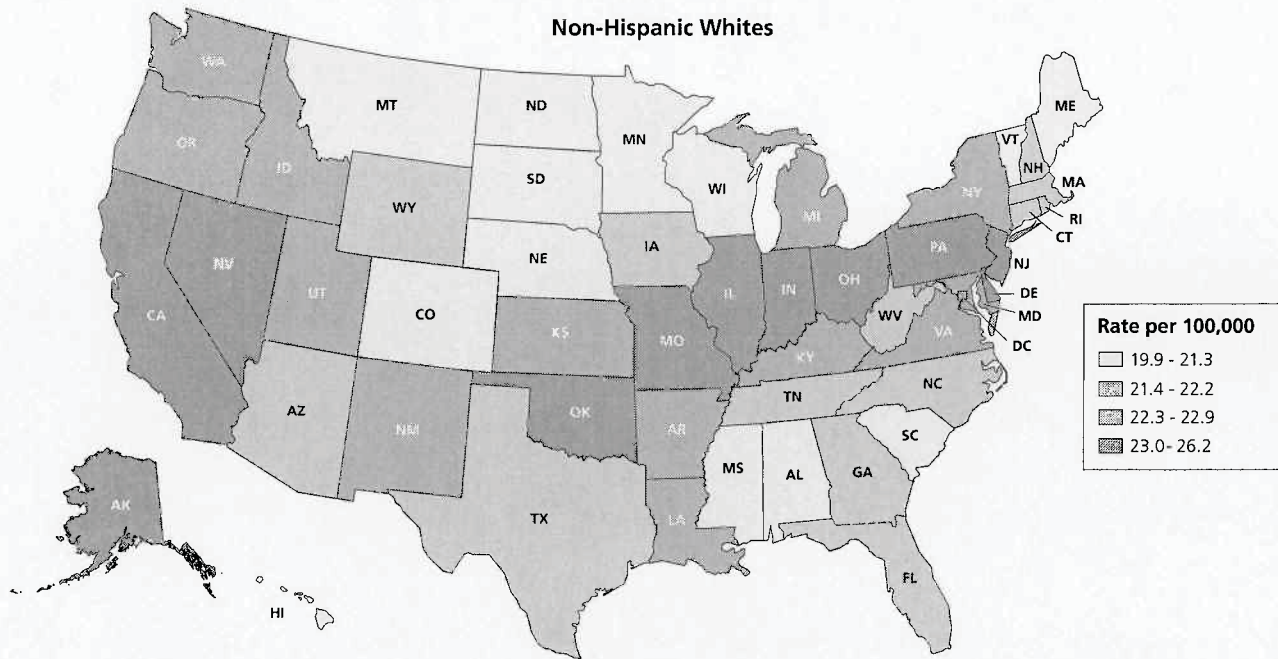 Non-Hispanic Whites
WA
MT
ND
MN
ME
VT
NH
OR
ID
SD
WI
NY
MA
WY
MI
RI
CT
IA
PA
NE
NJ
NV
OH
UT
IL
IN
DE
CA
CO
WV
MD
VA
DC
KS
MO
KY
NC
TN
AZ
NM
OK
AR
SC
MS
AL
GA
AK
TX
LA
FL
HI
Rate per 100,000
19.9 - 21.3
21.4 - 22.2
22.3 - 22.9
23.0 - 26.2